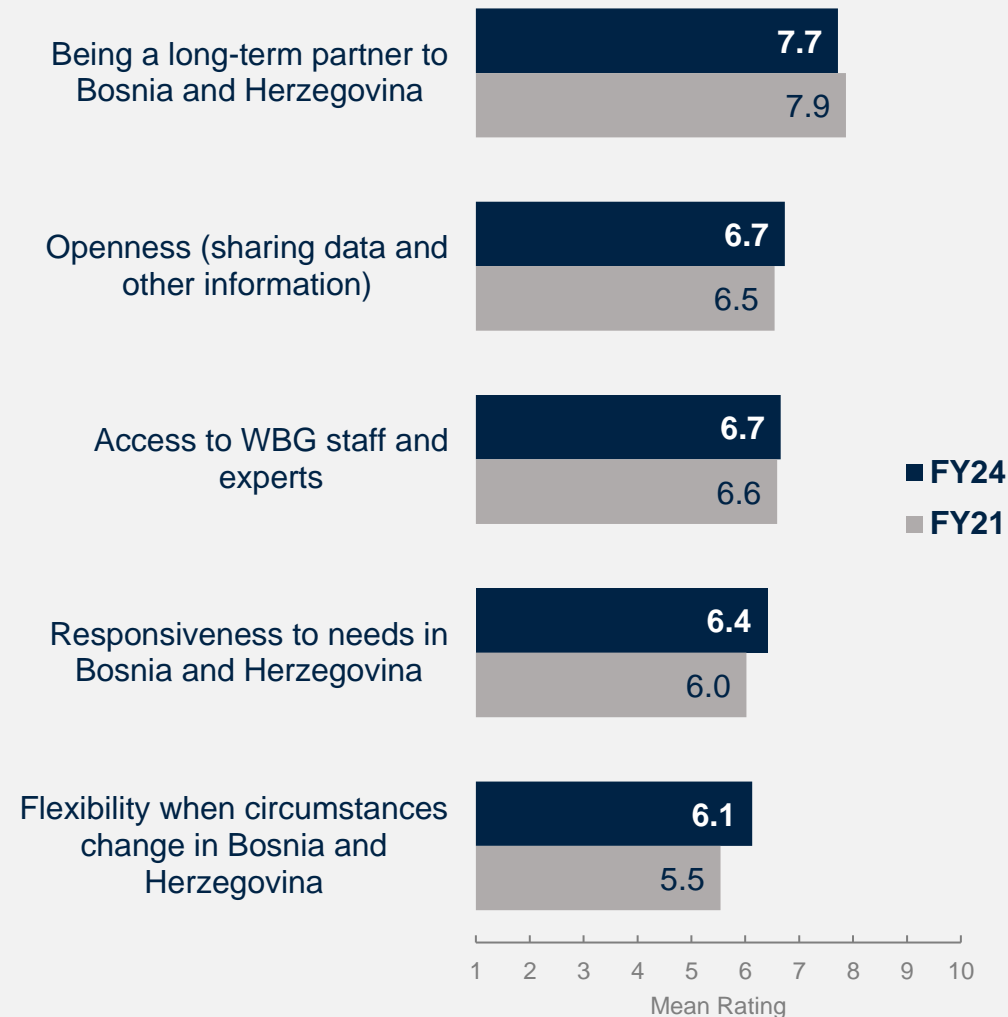 Being a long-term partner to
Bosnia and Herzegovina
7.7
7.9
Openness (sharing data and
other information)
6.7
6.5
Access to WBG staff and
experts
6.7
6.6
FY24
FY21
Responsiveness to needs in
Bosnia and Herzegovina
6.4
6.0
Flexibility when circumstances
change in Bosnia and
Herzegovina
6.1
5.5
1 2 3 4 5 6 7 8 9 10
Mean Rating